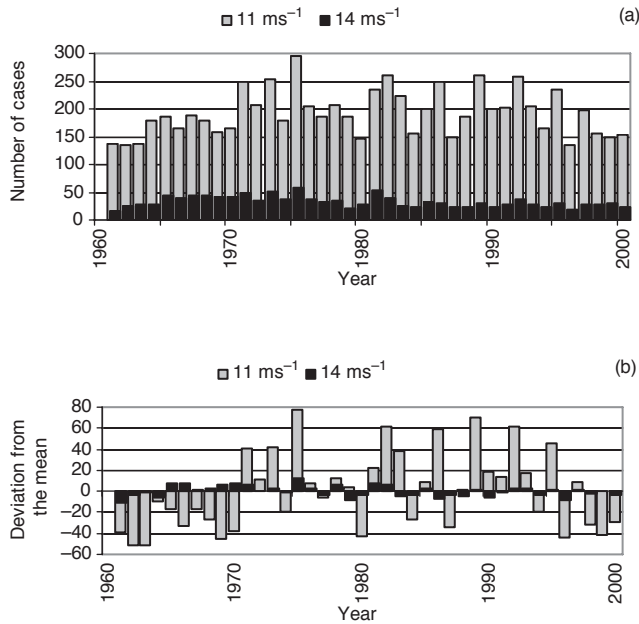 11 ms⁻¹ 14 ms⁻¹ (a)
Number of cases
300
250
200
150
100
50
0
1960 1970 1980 1990 2000
Year
11 ms⁻¹ 14 ms⁻¹ (b)
Deviation from
the mean
80
60
40
20
0
−20
−40
−60
1960 1970 1980 1990 2000
Year